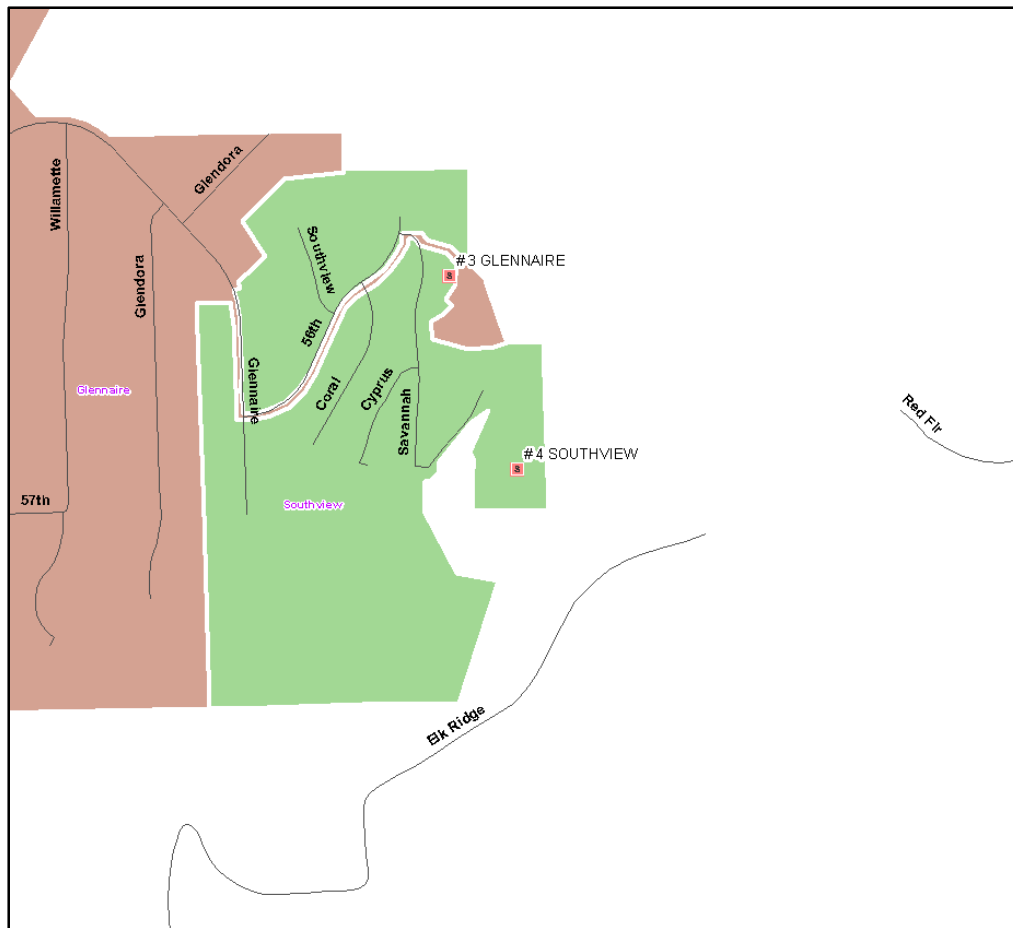 Glendora
Willamette
Southview
#3 GLENNAIRE
Glendora
56th
Glennaire
Glennaire
Coral
Cyprus
Savannah
Red Fir
#4 SOUTHVIEW
57th
Southview
Elk Ridge